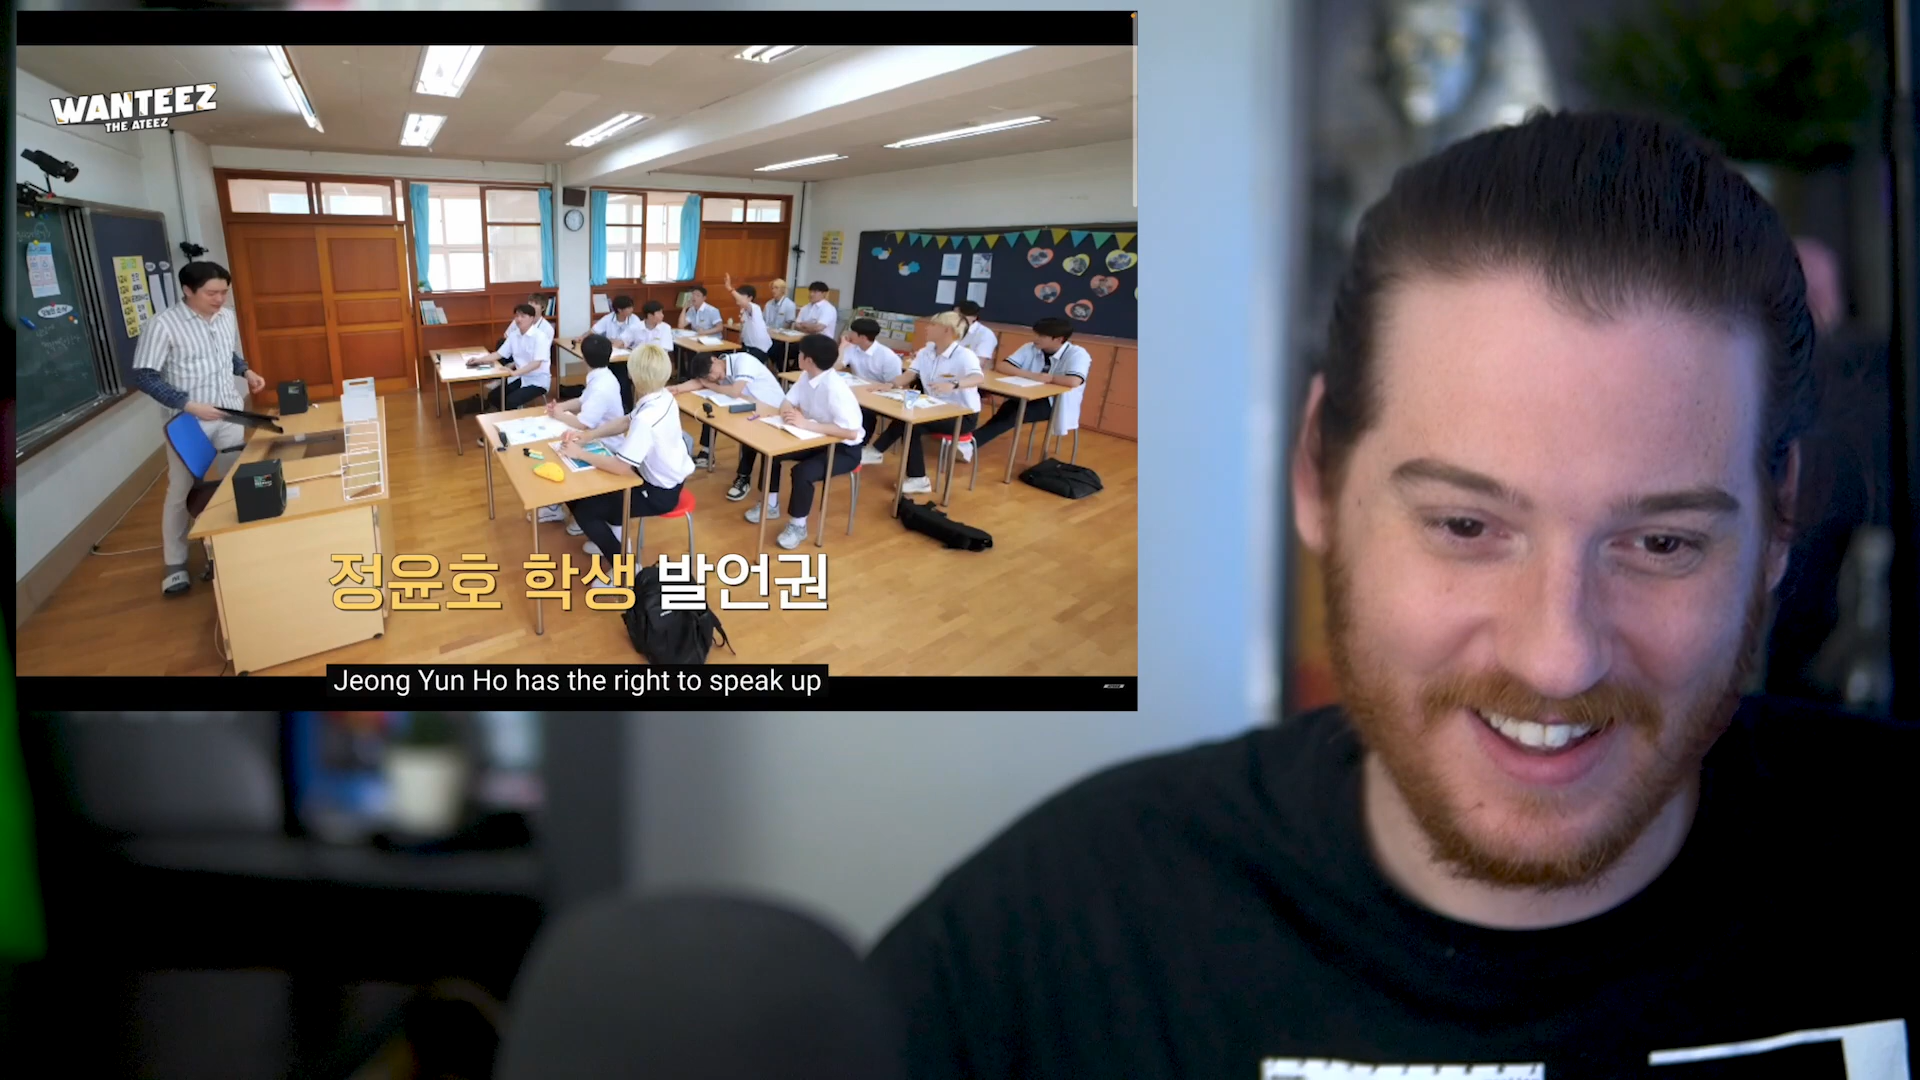 WANTEEZ
THE ATEEZ
정윤호 학생 발언권
Jeong Yun Ho has the right to speak up